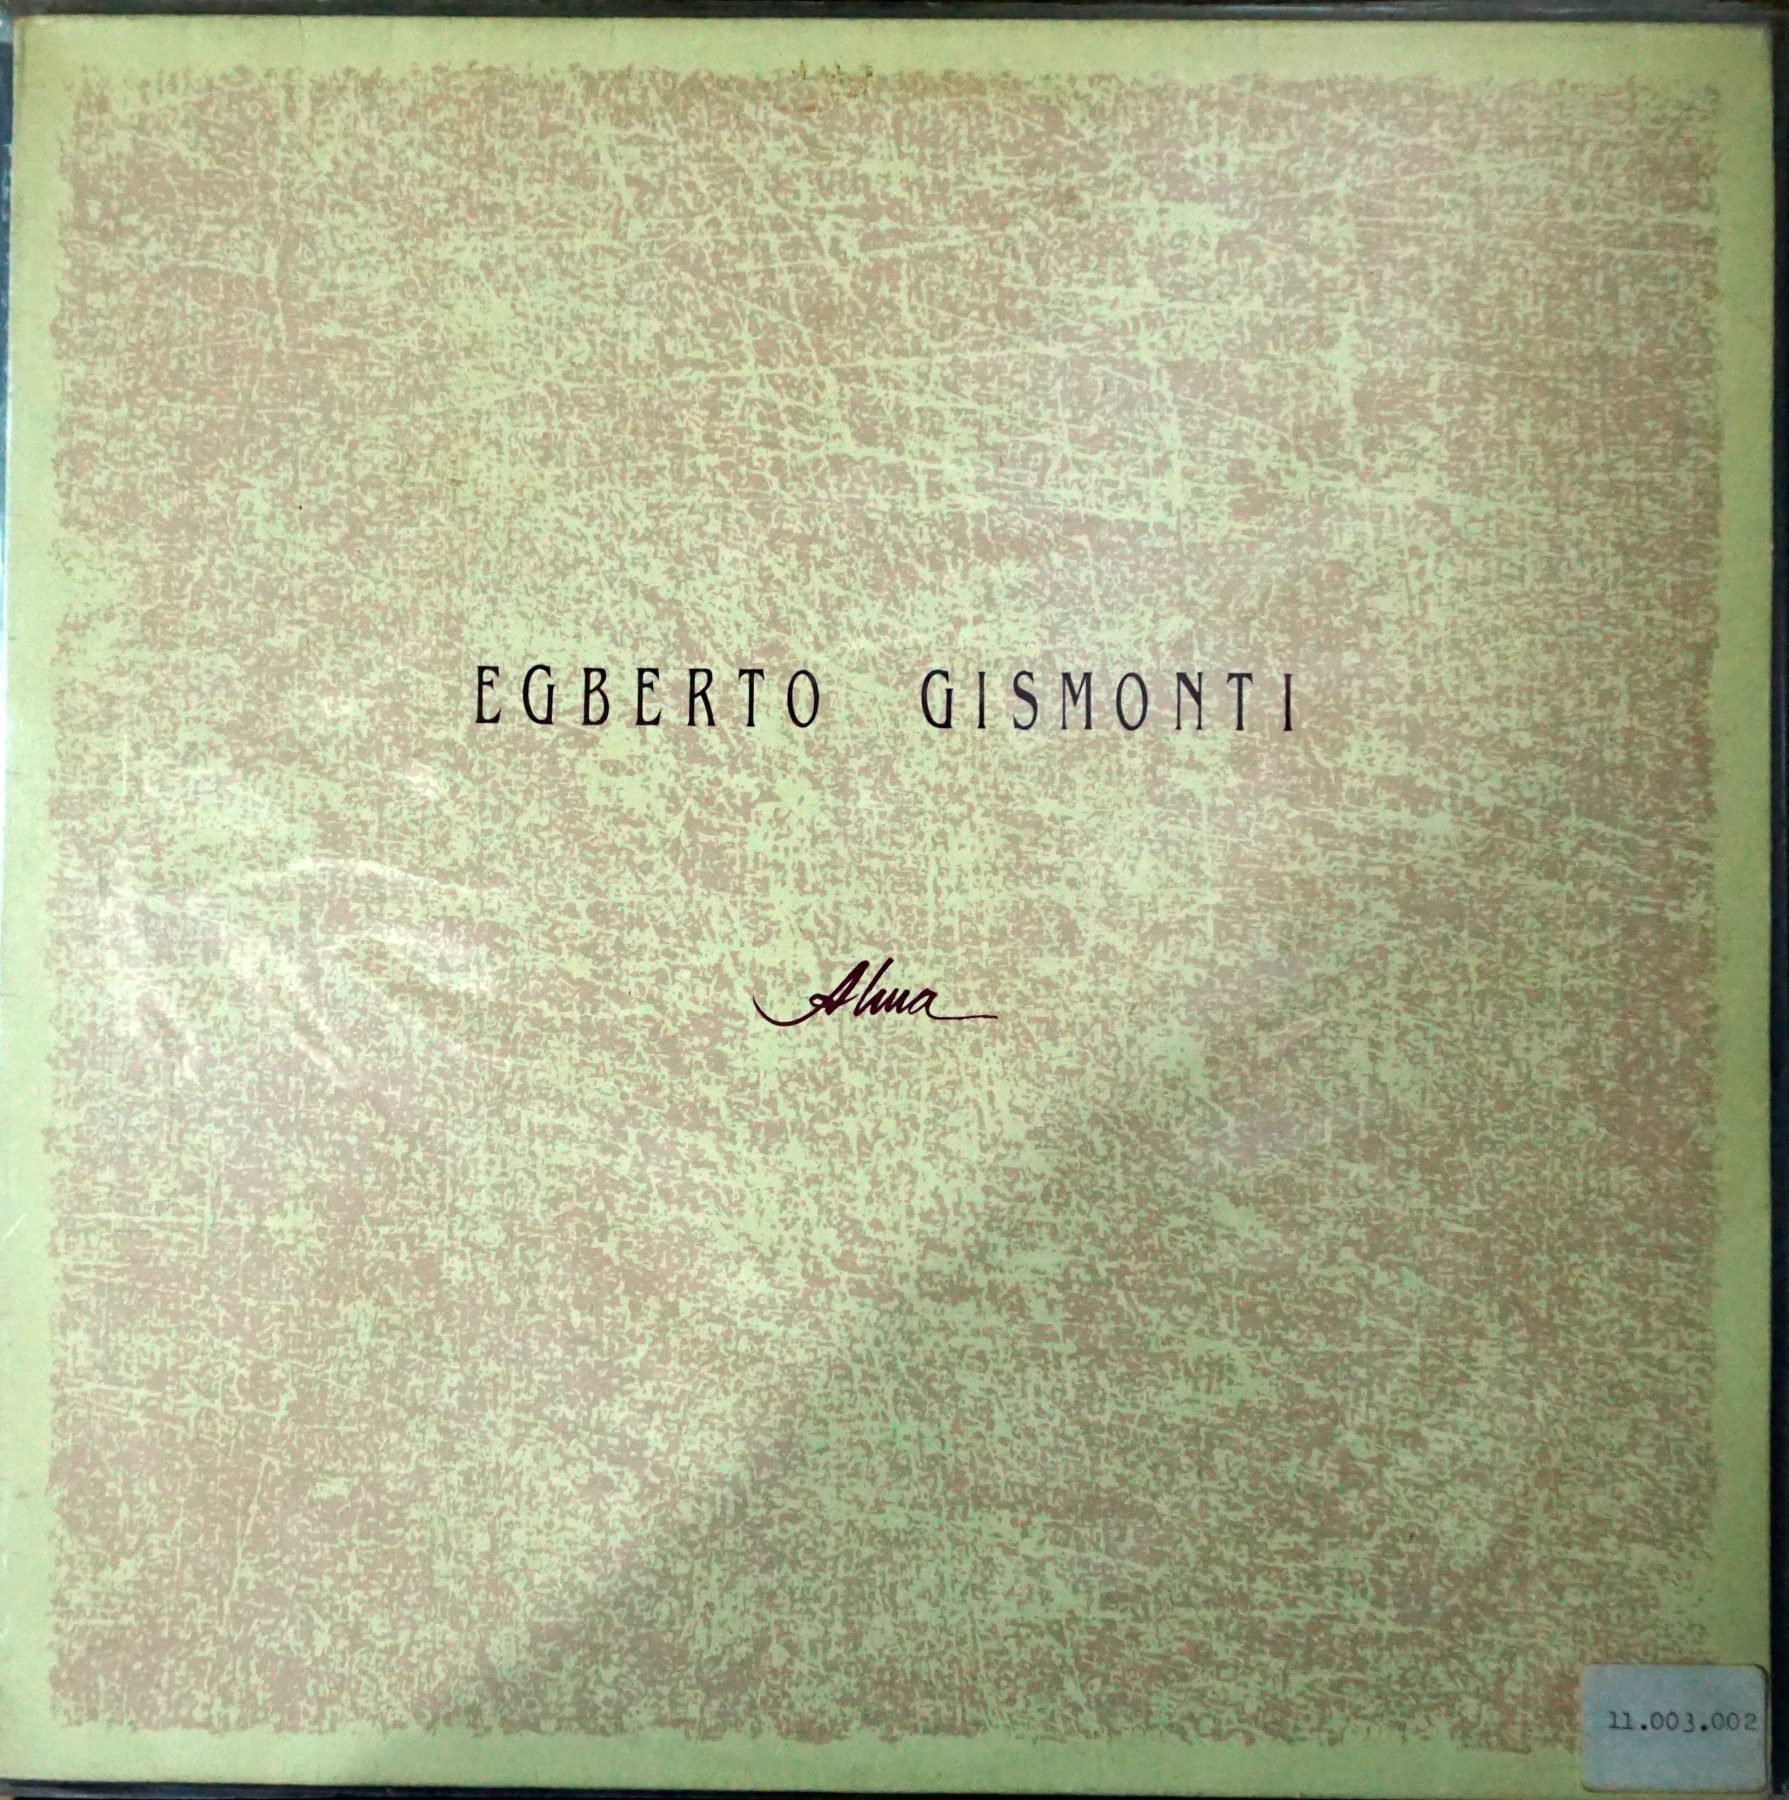 EGBERTO GISMONTI
Alma
11.003.002